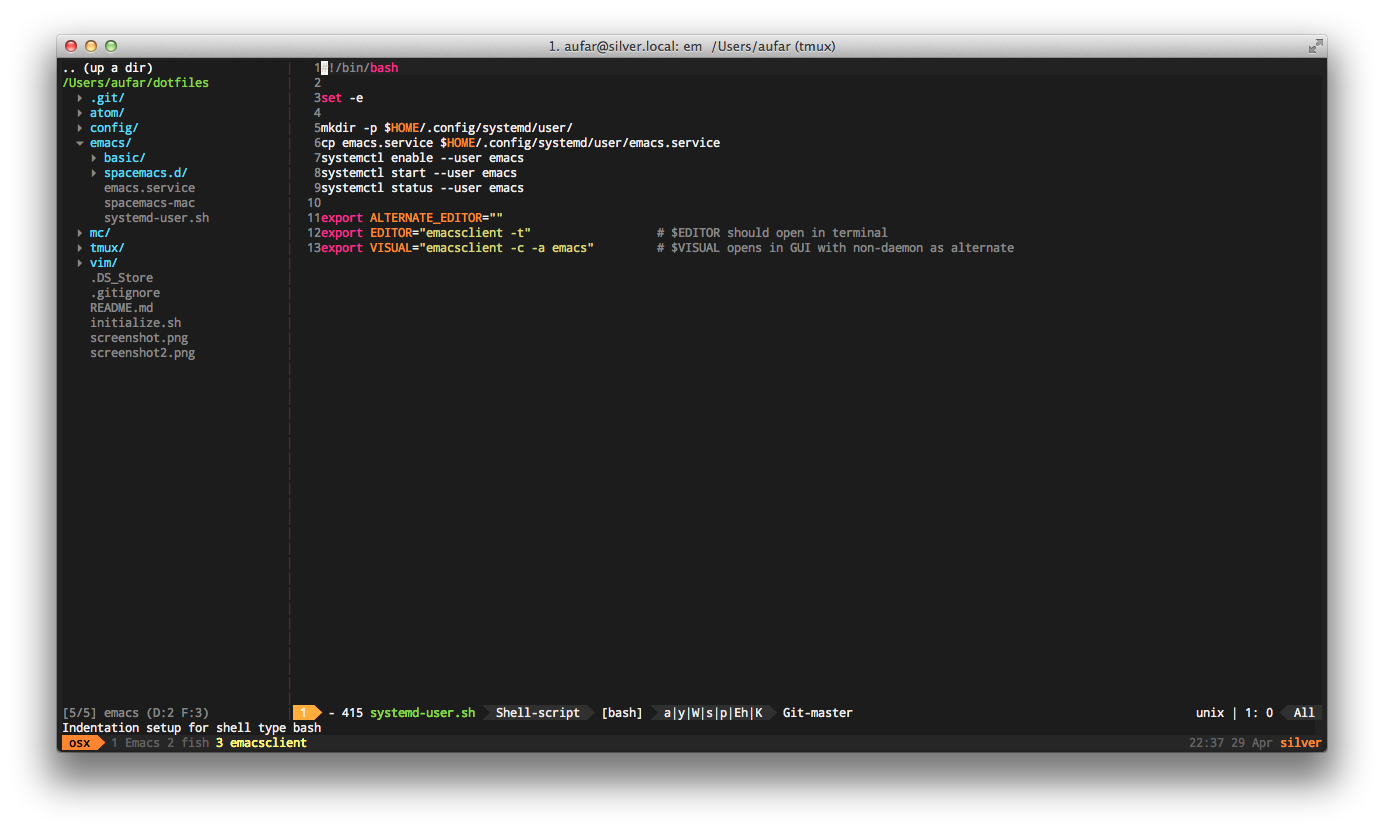 1. aufar@silver.local: em  /Users/aufar (tmux)
.. (up a dir)
/Users/aufar/dotfiles
▸ .git/
▸ atom/
▸ config/
▾ emacs/
▸ basic/
▸ spacemacs.d/
emacs.service
spacemacs-mac
systemd-user.sh
▸ mc/
▸ tmux/
▸ vim/
.DS_Store
.gitignore
README.md
initialize.sh
screenshot.png
screenshot2.png
[5/5] emacs (D:2 F:3)
1 #!/bin/bash
2
3 set -e
4
5 mkdir -p $HOME/.config/systemd/user/
6 cp emacs.service $HOME/.config/systemd/user/emacs.service
7 systemctl enable --user emacs
8 systemctl start --user emacs
9 systemctl status --user emacs
10
11 export ALTERNATE_EDITOR=""
12 export EDITOR="emacsclient -t"                  # $EDITOR should open in terminal
13 export VISUAL="emacsclient -c -a emacs"         # $VISUAL opens in GUI with non-daemon as alternate
1 - 415 systemd-user.sh Shell-script [bash] a|y|W|s|p|Eh|K Git-master unix | 1: 0 All
Indentation setup for shell type bash
osx 1 Emacs 2 fish 3 emacsclient 22:37 29 Apr silver